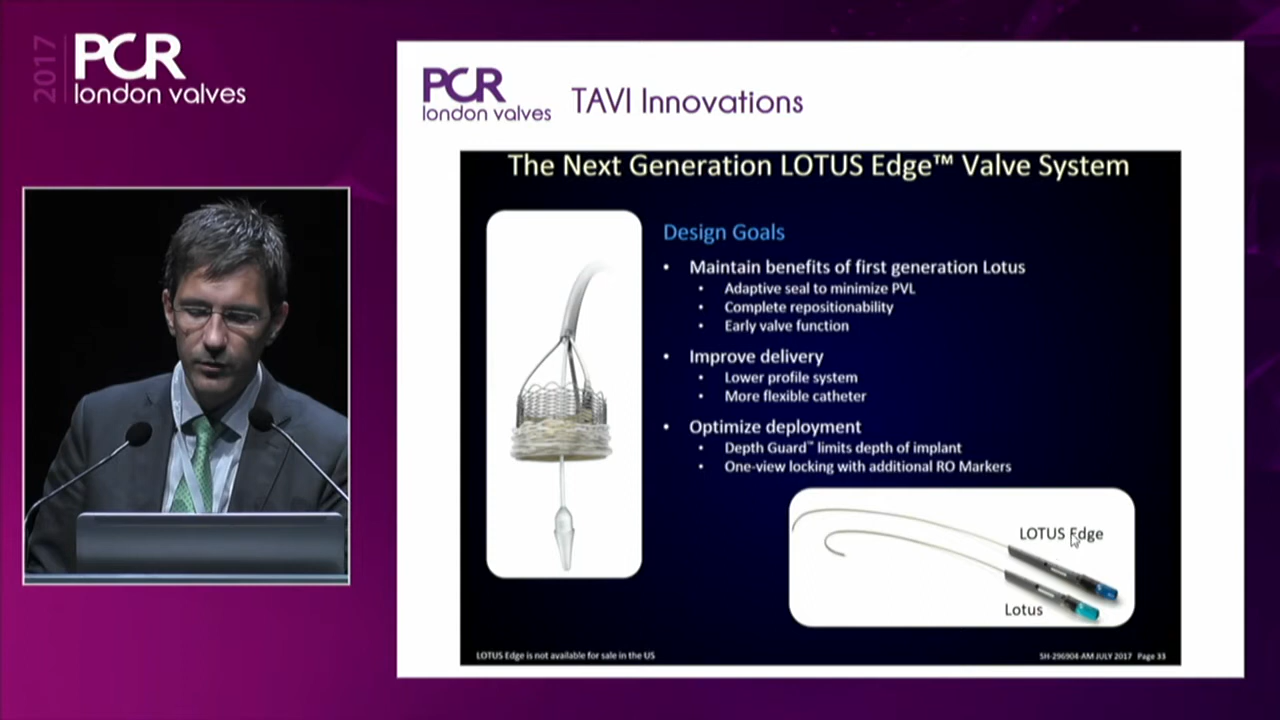 2017
PCR
london valves
PCR
london valves
TAVI Innovations
The Next Generation LOTUS Edge™ Valve System
Design Goals
• Maintain benefits of first generation Lotus
• Adaptive seal to minimize PVL
• Complete repositionability
• Early valve function
• Improve delivery
• Lower profile system
• More flexible catheter
• Optimize deployment
• Depth Guard™ limits depth of implant
• One-view locking with additional RO Markers
LOTUS Edge
Lotus
LOTUS Edge is not available for sale in the US
SH-296904-AM JULY 2017 Page 33